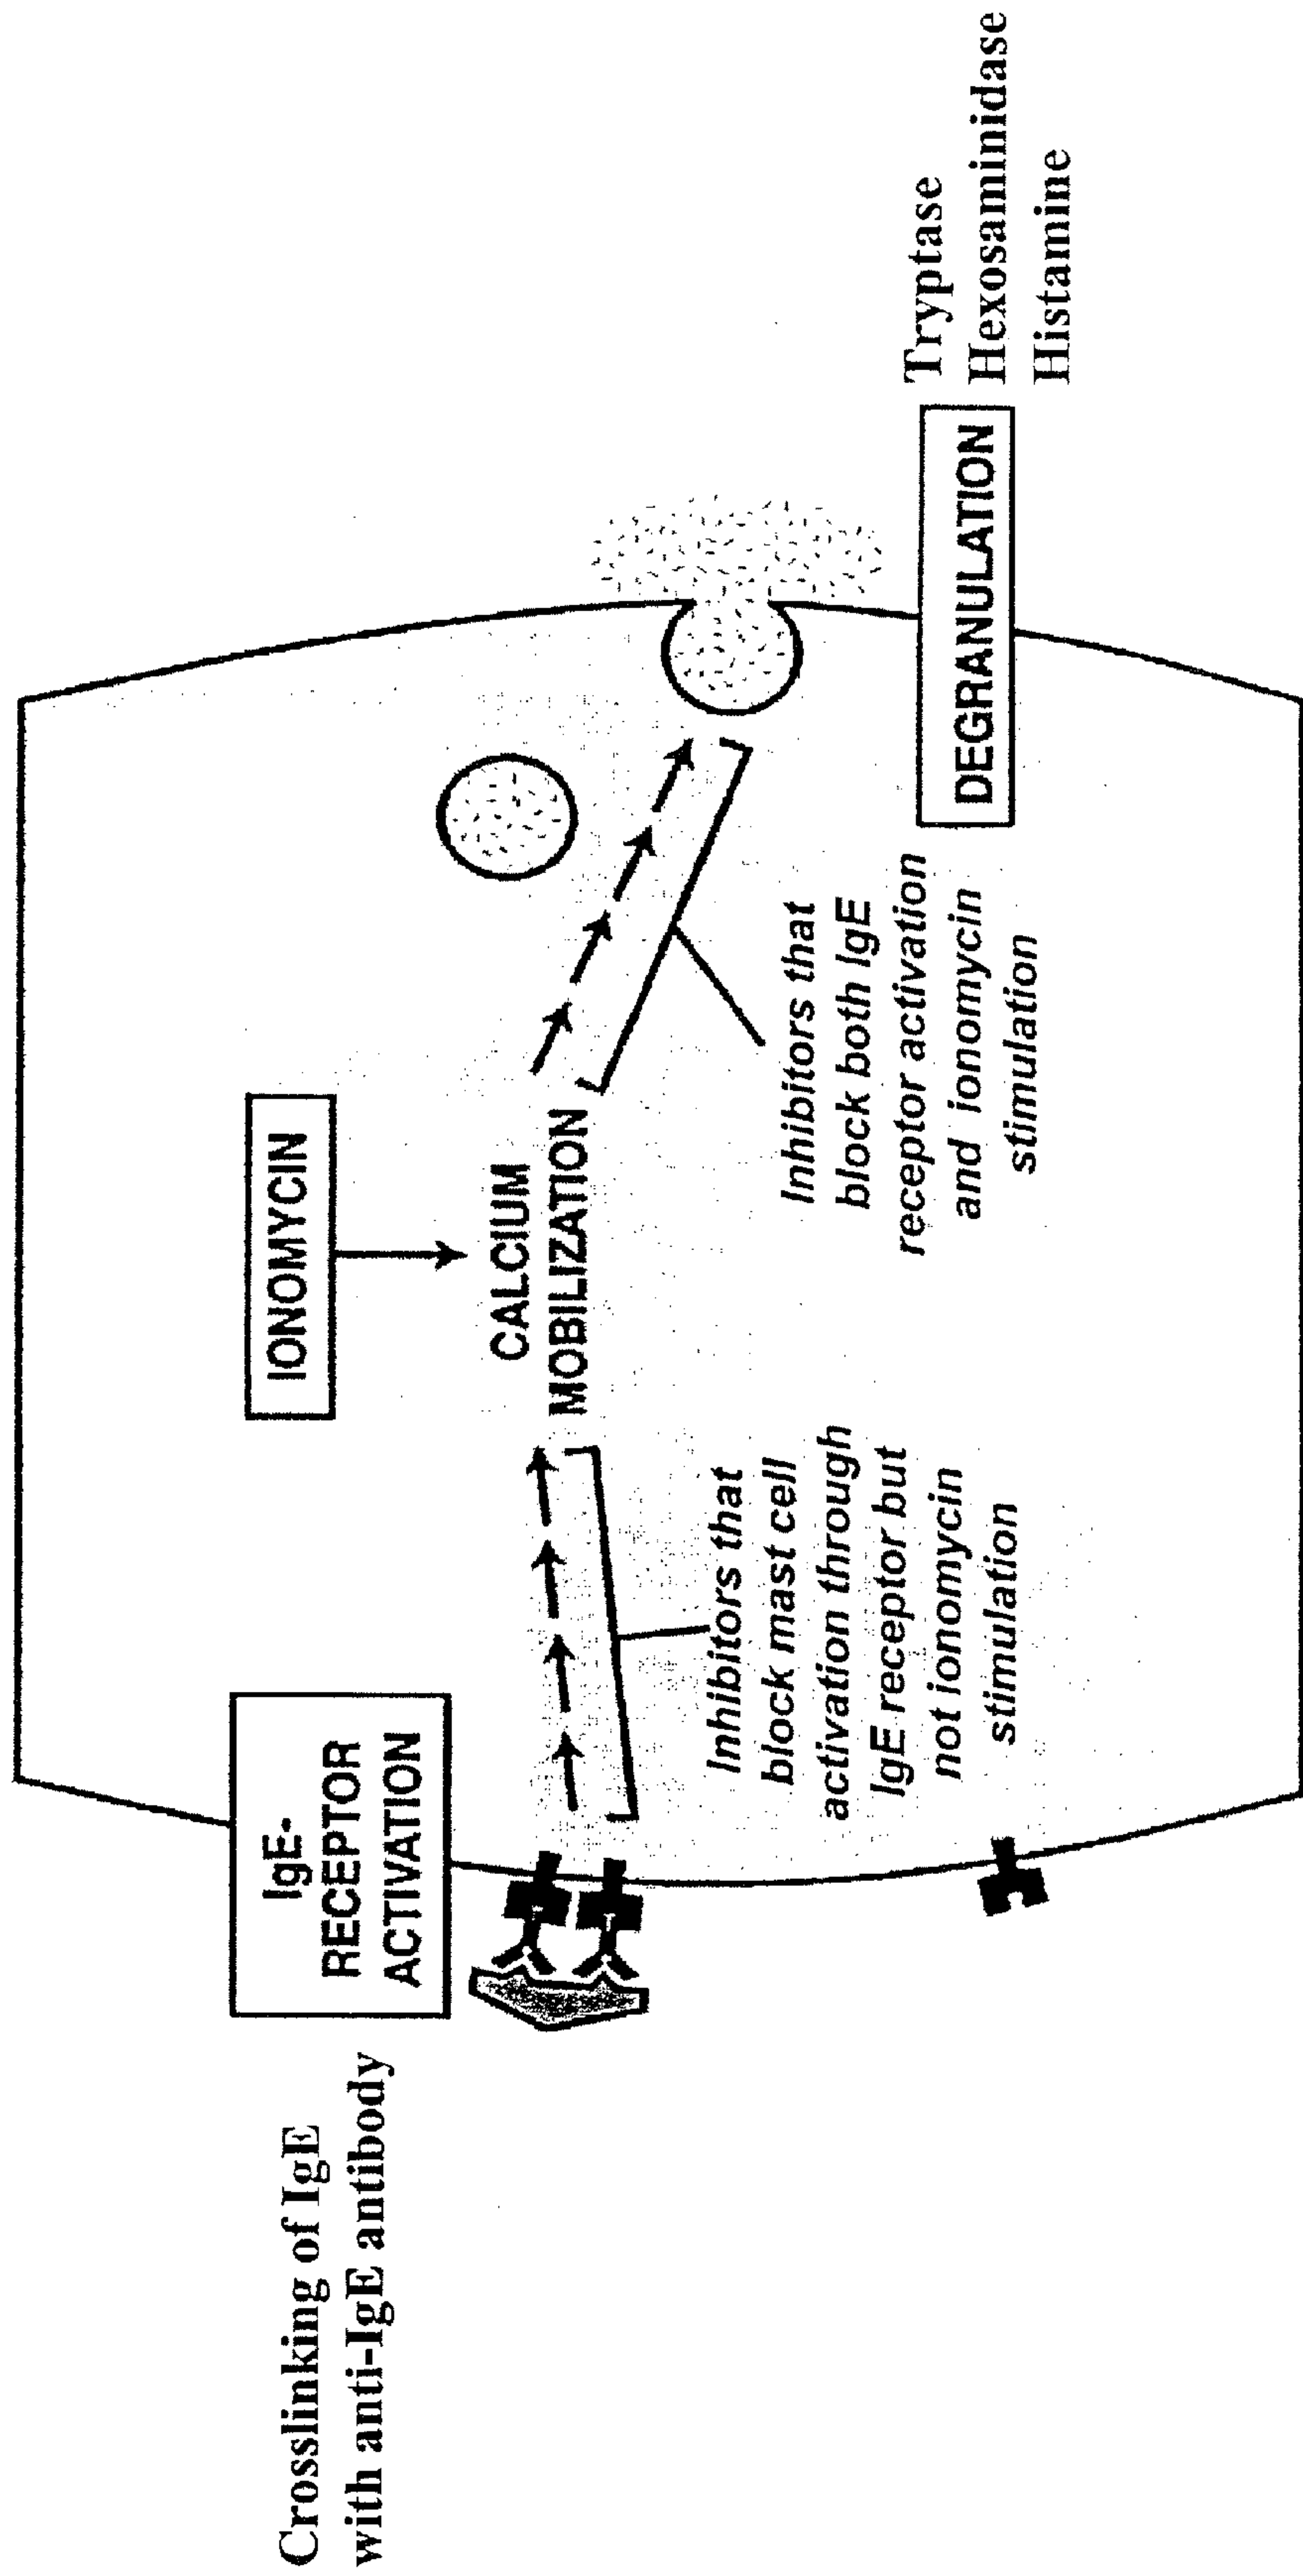 Crosslinking of IgE
with anti-IgE antibody
IgE-
RECEPTOR
ACTIVATION
IONOMYCIN
CALCIUM
MOBILIZATION
Inhibitors that
block mast cell
activation through
IgE receptor but
not ionomycin
stimulation
Inhibitors that
block both IgE
receptor activation
and ionomycin
stimulation
DEGRANULATION
Tryptase
Hexosaminidase
Histamine